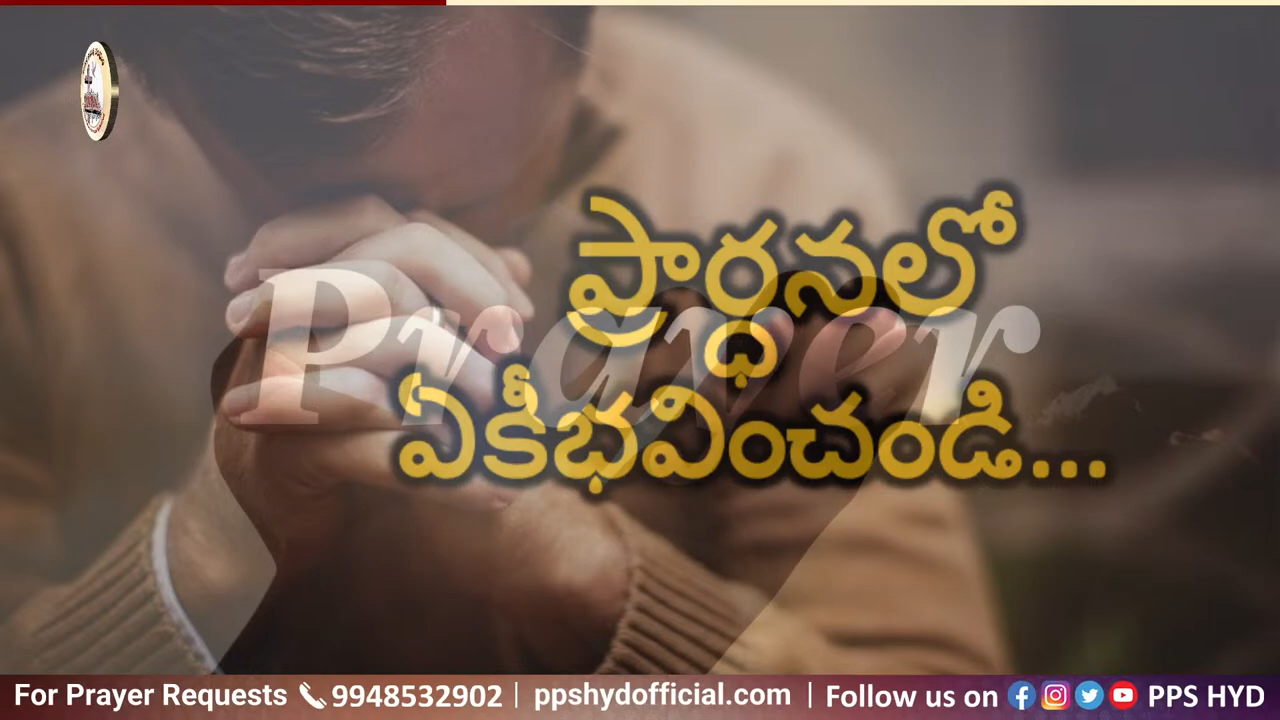 ప్రార్ధనలో
Prayer
ఏకీభవించండి...
For Prayer Requests 9948532902 | ppshydofficial.com | Follow us on PPS HYD